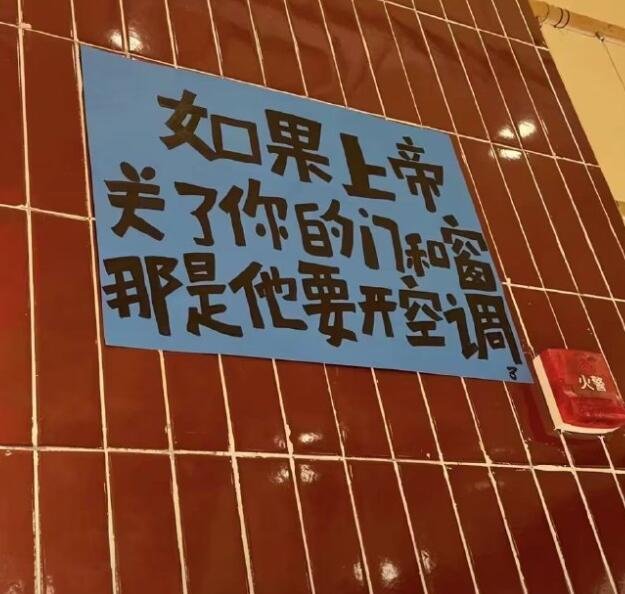 如果上帝
关了你的门和窗
那是他要开空调
了
火警